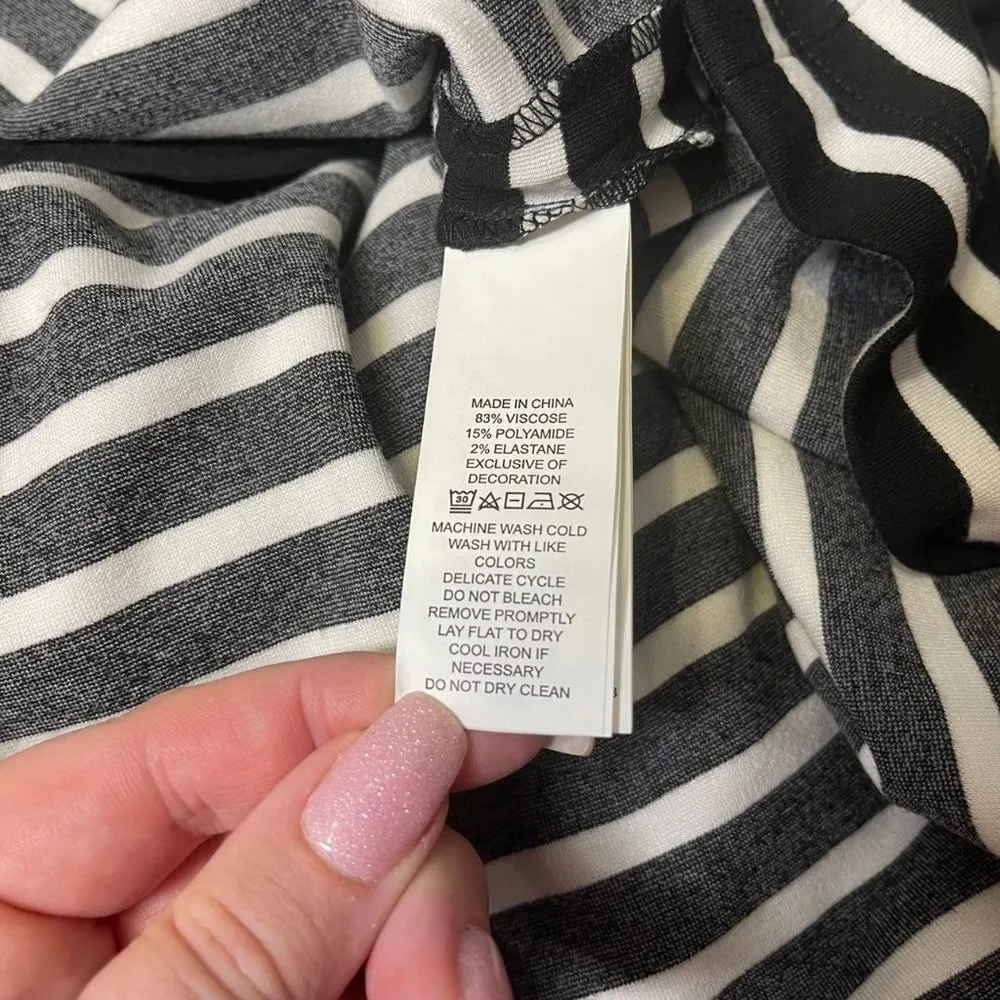 MADE IN CHINA
83% VISCOSE
15% POLYAMIDE
2% ELASTANE
EXCLUSIVE OF
DECORATION
30
MACHINE WASH COLD
WASH WITH LIKE
COLORS
DELICATE CYCLE
DO NOT BLEACH
REMOVE PROMPTLY
LAY FLAT TO DRY
COOL IRON IF
NECESSARY
DO NOT DRY CLEAN